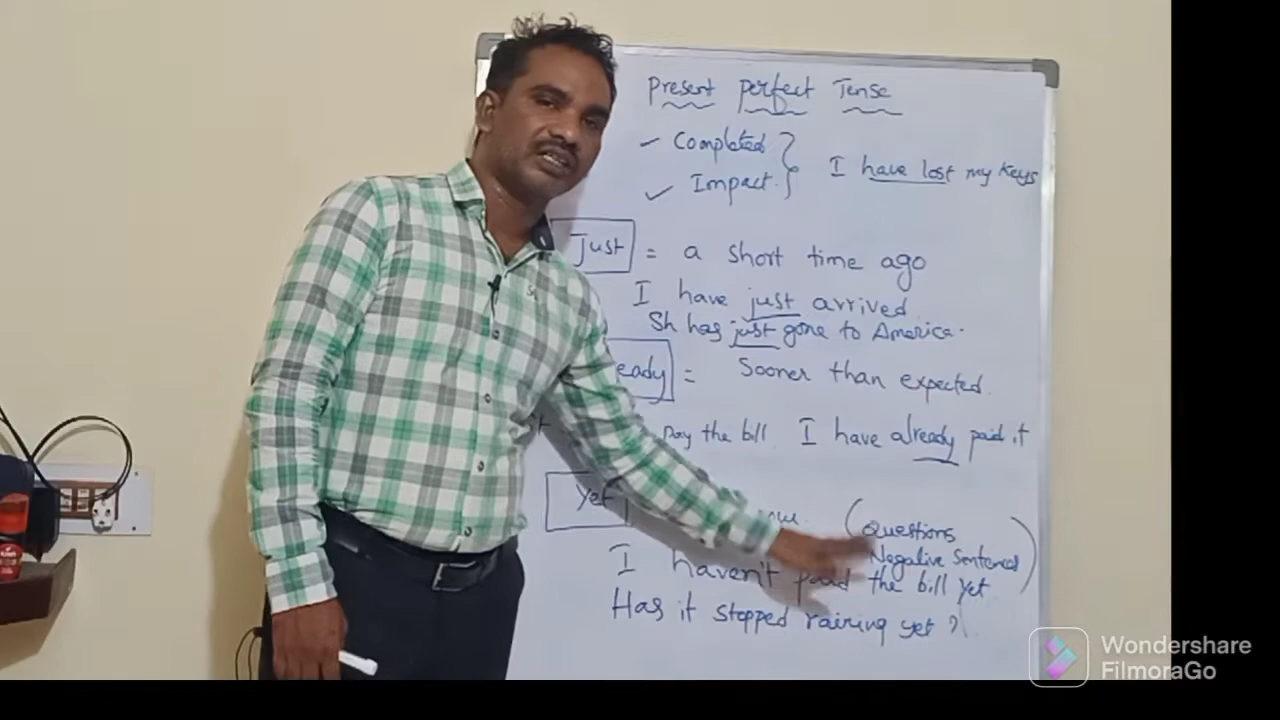 Present perfect Tense
Completed
Impact.
I have lost my Keys
Just = a short time ago
I have just arrived
Sh has just gone to America.
eady = Sooner than expected.
Pay the bill I have already paid it
Yet
(Questions
Negative Sentences)
I haven't paid the bill yet.
Has it stopped raining yet?
Wondershare
FilmoraGo